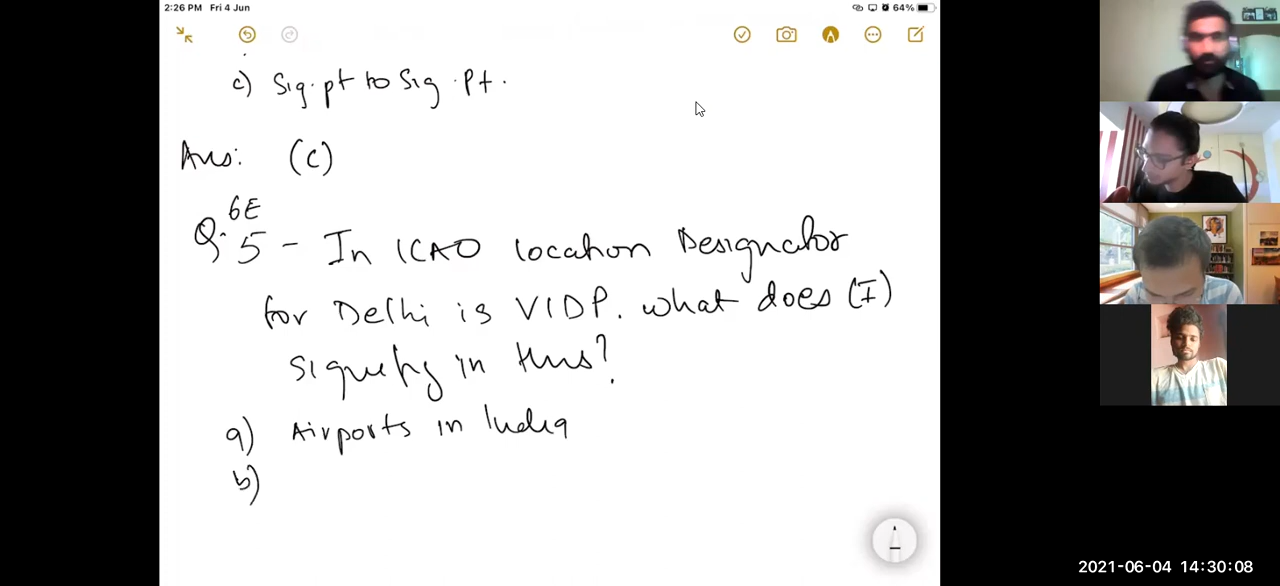 2:26 PM Fri 4 Jun
64%
c) Sig.pt to Sig.Pt.
Ans: (c)
6E
Q.5 - In ICAO location Designator
for Delhi is VIDP. what does (I)
signify in this?
a) Airports in India
b)
2021-06-04 14:30:08